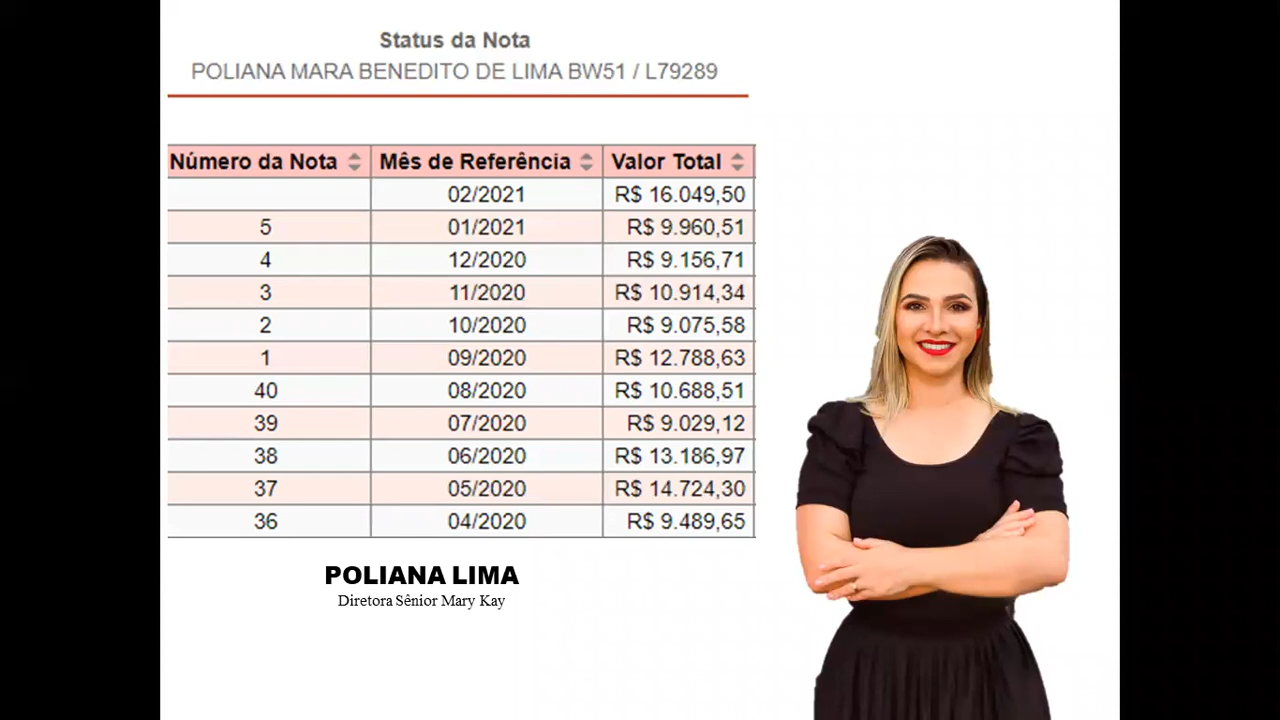 Status da Nota
POLIANA MARA BENEDITO DE LIMA BW51 / L79289
Número da Nota Mês de Referência Valor Total
02/2021 R$ 16.049,50
5 01/2021 R$ 9.960,51
4 12/2020 R$ 9.156,71
3 11/2020 R$ 10.914,34
2 10/2020 R$ 9.075,58
1 09/2020 R$ 12.788,63
40 08/2020 R$ 10.688,51
39 07/2020 R$ 9.029,12
38 06/2020 R$ 13.186,97
37 05/2020 R$ 14.724,30
36 04/2020 R$ 9.489,65
POLIANA LIMA
Diretora Sênior Mary Kay